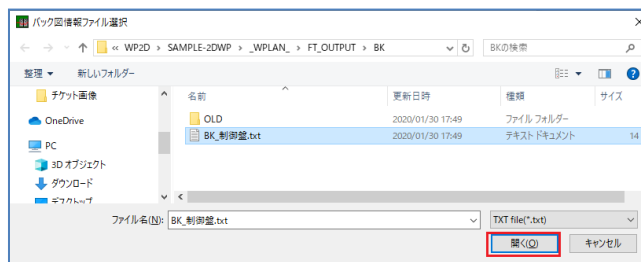 バック図情報ファイル選択
« WP2D > SAMPLE-2DWP > _WPLAN_ > FT_OUTPUT > BK
BKの検索
整理 新しいフォルダー
チケット画像
OneDrive
PC
3D オブジェクト
ダウンロード
デスクトップ
名前 更新日時 種類 サイズ
OLD 2020/01/30 17:49 ファイル フォルダー
BK_制御盤.txt 2020/01/30 17:49 テキスト ドキュメント 14
ファイル名(N): BK_制御盤.txt TXT file(*.txt)
開く(O) キャンセル